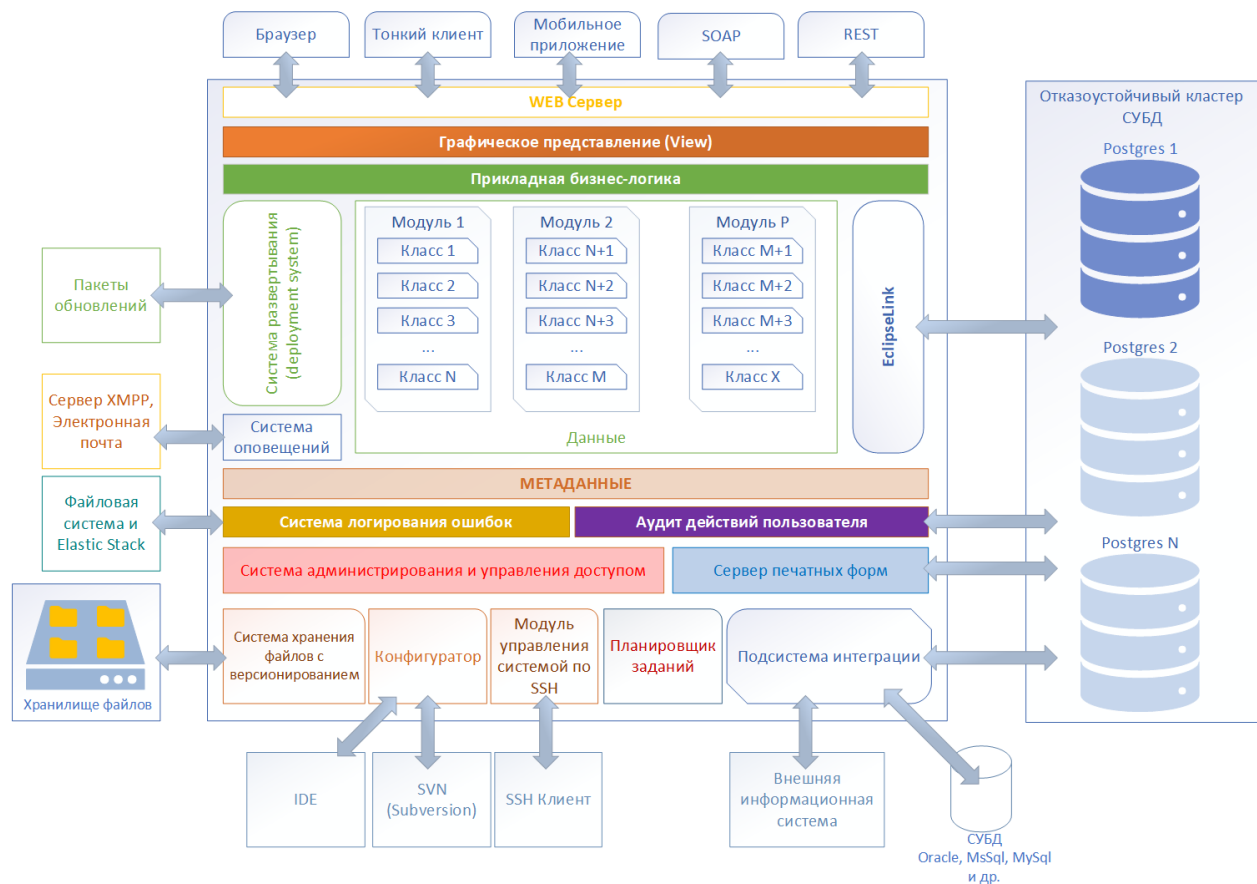 Браузер
Тонкий клиент
Мобильное
приложение
SOAP
REST
WEB Сервер
Графическое представление (View)
Прикладная бизнес-логика
Система развертывания
(deployment system)
Модуль 1
Класс 1
Класс 2
Класс 3
...
Класс N
Модуль 2
Класс N+1
Класс N+2
Класс N+3
...
Класс M
Модуль P
Класс M+1
Класс M+2
Класс M+3
...
Класс X
Данные
EclipseLink
Пакеты
обновлений
Сервер XMPP,
Электронная
почта
Система
оповещений
МЕТАДАННЫЕ
Файловая
система и
Elastic Stack
Система логирования ошибок
Аудит действий пользователя
Система администрирования и управления доступом
Сервер печатных форм
Хранилище файлов
Система хранения
файлов с
версионированием
Конфигуратор
Модуль
управления
системой по
SSH
Планировщик
заданий
Подсистема интеграции
IDE
SVN
(Subversion)
SSH Клиент
Внешняя
информационная
система
СУБД
Oracle, MsSql, MySql
и др.
Отказоустойчивый кластер
СУБД
Postgres 1
Postgres 2
Postgres N